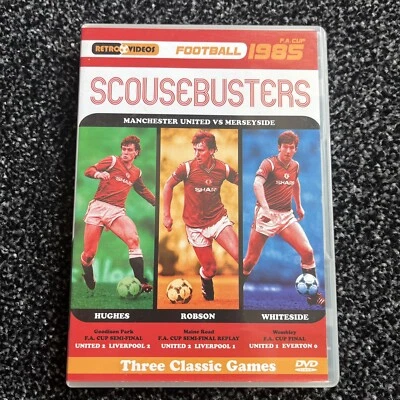 RETRO VIDEOS
FOOTBALL
F.A. CUP
1985
SCOUSEBUSTERS
MANCHESTER UNITED VS MERSEYSIDE
SHARP
SHARP
SHARP
HUGHES
ROBSON
WHITESIDE
Goodison Park
F.A. CUP SEMI-FINAL
UNITED 2 LIVERPOOL 2
Maine Road
F.A. CUP SEMI-FINAL REPLAY
UNITED 2 LIVERPOOL 1
Wembley
F.A. CUP FINAL
UNITED 1 EVERTON 0
Three Classic Games
DVD